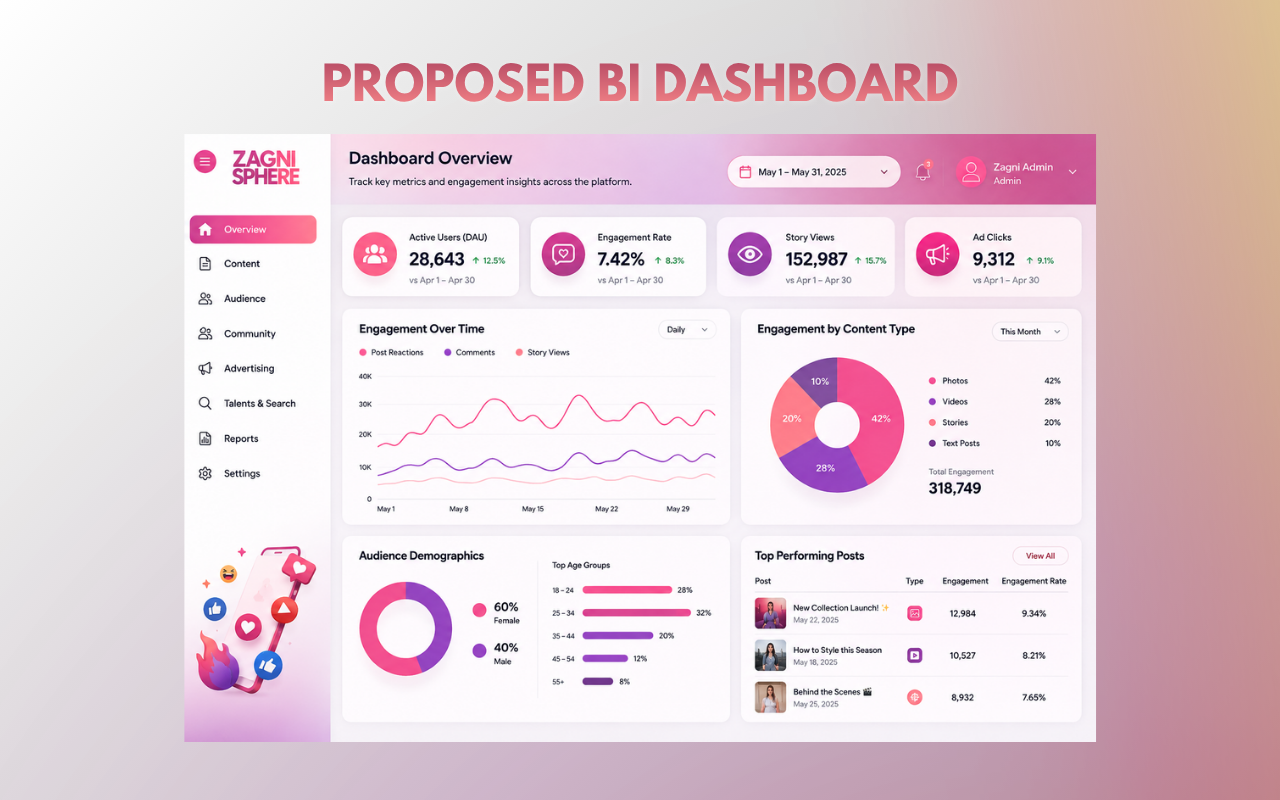 PROPOSED BI DASHBOARD
ZAGNI
SPHERE
Overview
Content
Audience
Community
Advertising
Talents & Search
Reports
Settings
Dashboard Overview
Track key metrics and engagement insights across the platform.
May 1 – May 31, 2025
3
Zagni Admin
Admin
Active Users (DAU)
28,643 ↑ 12.5%
vs Apr 1 – Apr 30
Engagement Rate
7.42% ↑ 8.3%
vs Apr 1 – Apr 30
Story Views
152,987 ↑ 15.7%
vs Apr 1 – Apr 30
Ad Clicks
9,312 ↑ 9.1%
vs Apr 1 – Apr 30
Engagement Over Time
Daily
Post Reactions Comments Story Views
40K
30K
20K
10K
0
May 1 May 8 May 15 May 22 May 29
Engagement by Content Type
This Month
10%
42%
20%
28%
Photos 42%
Videos 28%
Stories 20%
Text Posts 10%
Total Engagement
318,749
Audience Demographics
60%
Female
40%
Male
Top Age Groups
18 – 24 28%
25 – 34 32%
35 – 44 20%
45 – 54 12%
55+ 8%
Top Performing Posts
View All
Post Type Engagement Engagement Rate
New Collection Launch! ✨ 12,984 9.34%
May 22, 2025
How to Style this Season 10,527 8.21%
May 18, 2025
Behind the Scenes 🎬 8,932 7.65%
May 25, 2025